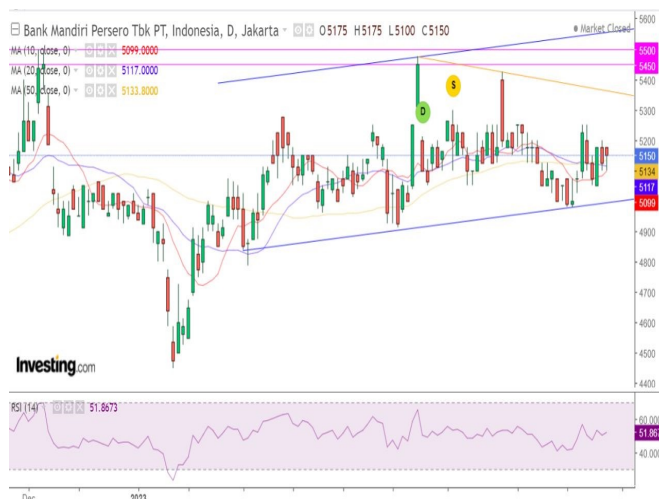 Bank Mandiri Persero Tbk PT, Indonesia, D, Jakarta O5175 H5175 L5100 C5150
Market Closed
MA (10, close, 0) 5099.0000
MA (20, close, 0) 5117.0000
MA (50, close, 0) 5133.8000
D
S
5600
5500
5450
5400
5300
5200
5150
5134
5117
5099
4900
4800
4700
4600
4500
4400
Investing.com
RSI (14) 51.8673
60.0000
51.867
40.0000
Dec 2023